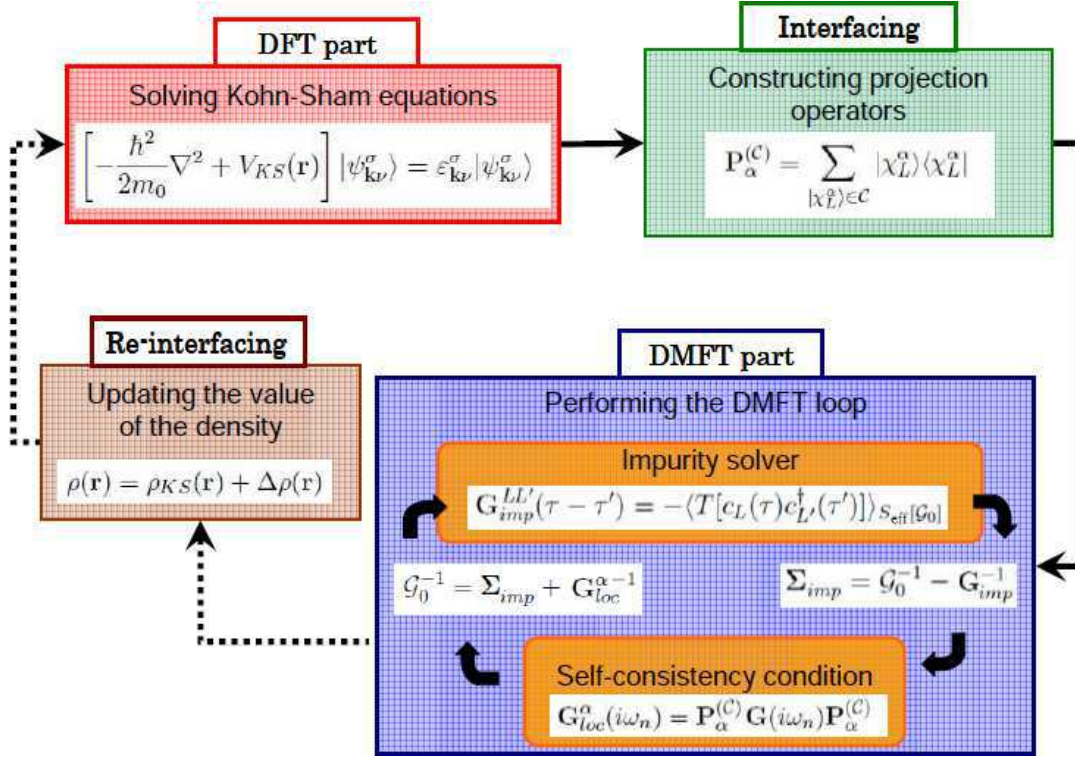 DFT part
Solving Kohn-Sham equations
$\left[-\frac{\hbar^2}{2m_0}\nabla^2 + V_{KS}(\mathbf{r})\right]|\psi^{\sigma}_{\mathbf{k}\nu}\rangle = \varepsilon^{\sigma}_{\mathbf{k}\nu}|\psi^{\sigma}_{\mathbf{k}\nu}\rangle$
Interfacing
Constructing projection
operators
$\mathbf{P}^{(\mathcal{C})}_{\alpha} = \sum_{|\chi^{\alpha}_{L}\rangle\in\mathcal{C}} |\chi^{\alpha}_{L}\rangle\langle\chi^{\alpha}_{L}|$
Re-interfacing
Updating the value
of the density
$\rho(\mathbf{r}) = \rho_{KS}(\mathbf{r}) + \Delta\rho(\mathbf{r})$
DMFT part
Performing the DMFT loop
Impurity solver
$\mathbf{G}^{LL'}_{imp}(\tau - \tau') = -\langle T[c_L(\tau)c^{\dagger}_{L'}(\tau')]\rangle_{S_{\text{eff}}[\mathcal{G}_0]}$
$\mathcal{G}_0^{-1} = \mathbf{\Sigma}_{imp} + \mathbf{G}^{\alpha\,-1}_{loc}$
$\mathbf{\Sigma}_{imp} = \mathcal{G}_0^{-1} - \mathbf{G}^{-1}_{imp}$
Self-consistency condition
$\mathbf{G}^{\alpha}_{loc}(i\omega_n) = \mathbf{P}^{(\mathcal{C})}_{\alpha}\mathbf{G}(i\omega_n)\mathbf{P}^{(\mathcal{C})}_{\alpha}$